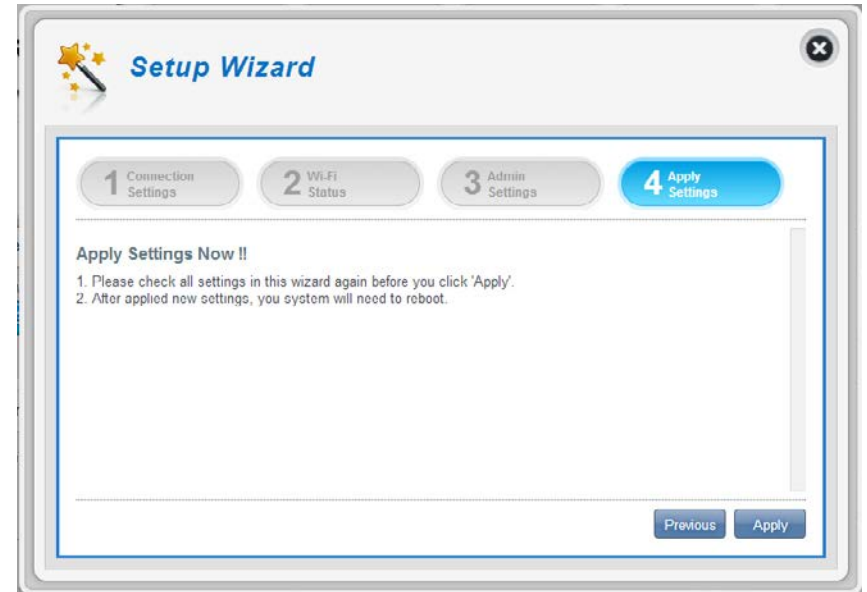 Setup Wizard
1 Connection
Settings
2 Wi-Fi
Status
3 Admin
Settings
4 Apply
Settings
Apply Settings Now !!
1. Please check all settings in this wizard again before you click 'Apply'.
2. After applied new settings, you system will need to reboot.
Previous Apply